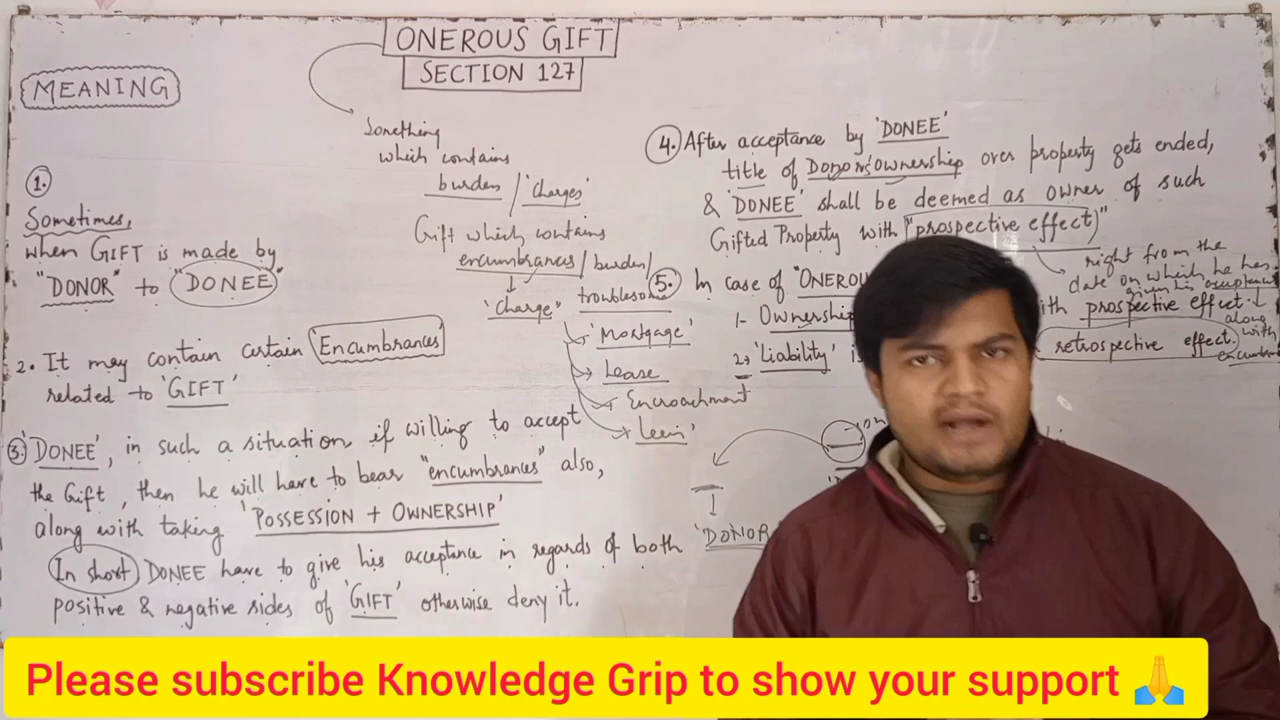 ONEROUS GIFT
SECTION 127
MEANING
Something
which contains
burden / 'Charges'
Gift which contains
encumbrances / burden /
troublesome
'Charge'
'Mortgage'
Lease
Encroachment
Leein'
1.
Sometimes,
when GIFT is made by
"DONOR" to "DONEE"
2. It may contain certain 'Encumbrances'
related to 'GIFT'
3. 'DONEE', in such a situation if willing to accept
the Gift, then he will have to bear "encumbrances" also,
along with taking 'POSSESSION + OWNERSHIP'
In short DONEE have to give his acceptance in regards of both
positive & negative sides of 'GIFT' otherwise deny it.
4. After acceptance by 'DONEE'
title of Donors' ownership over property gets ended,
& 'DONEE' shall be deemed as owner of such
Gifted Property with "prospective effect"
right from the
date on which he has
given his acceptance
5. In case of "ONEROU
1- Ownership
with prospective effect
along
with
2, 'Liability' is
retrospective effect.
'DONOR
Please subscribe Knowledge Grip to show your support 🙏